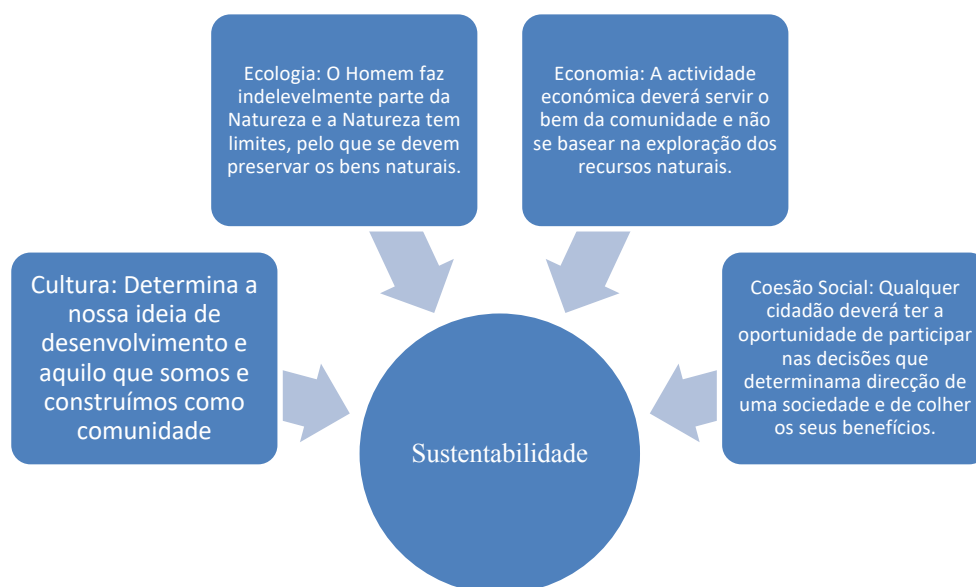 Ecologia: O Homem faz
indelevelmente parte da
Natureza e a Natureza tem
limites, pelo que se devem
preservar os bens naturais.
Economia: A actividade
económica deverá servir o
bem da comunidade e não
se basear na exploração dos
recursos naturais.
Cultura: Determina a
nossa ideia de
desenvolvimento e
aquilo que somos e
construímos como
comunidade
Coesão Social: Qualquer
cidadão deverá ter a
oportunidade de participar
nas decisões que
determinama direcção de
uma sociedade e de colher
os seus benefícios.
Sustentabilidade